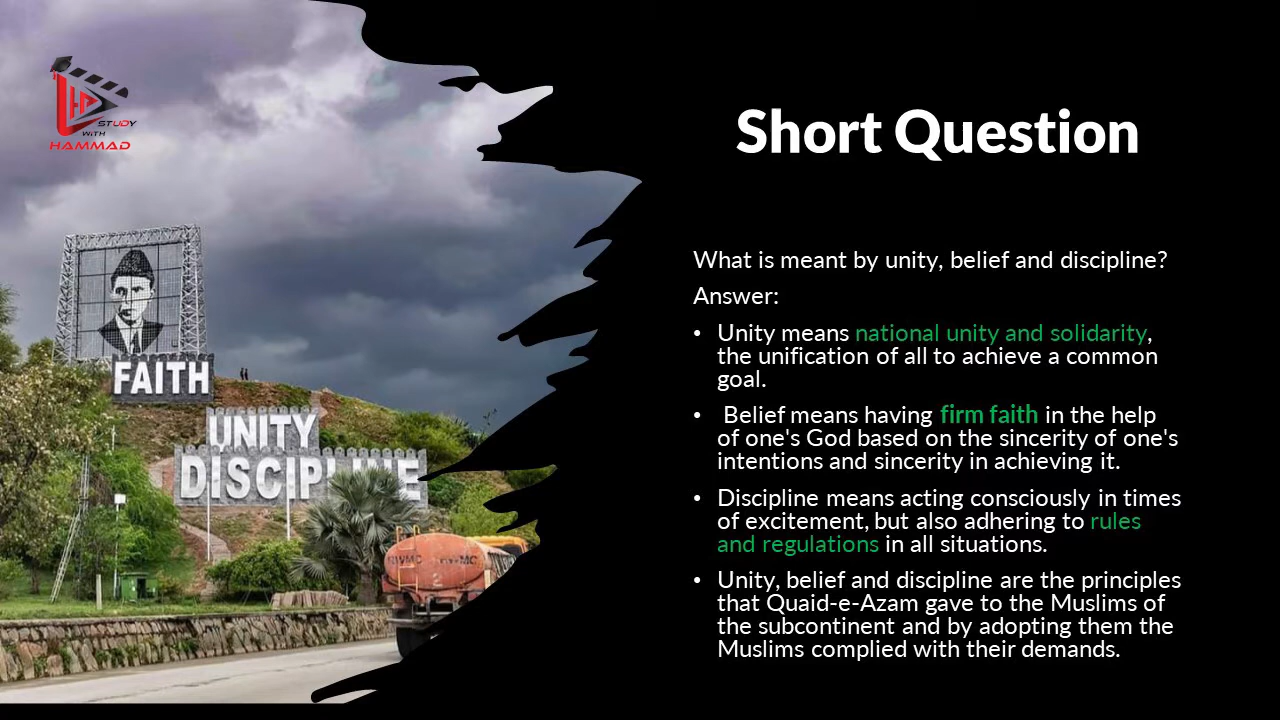 STUDY
WITH
HAMMAD
FAITH
UNITY
DISCIPLINE
RWMC
RWMC
Short Question
What is meant by unity, belief and discipline?
Answer:
• Unity means national unity and solidarity,
the unification of all to achieve a common
goal.
• Belief means having firm faith in the help
of one's God based on the sincerity of one's
intentions and sincerity in achieving it.
• Discipline means acting consciously in times
of excitement, but also adhering to rules
and regulations in all situations.
• Unity, belief and discipline are the principles
that Quaid-e-Azam gave to the Muslims of
the subcontinent and by adopting them the
Muslims complied with their demands.